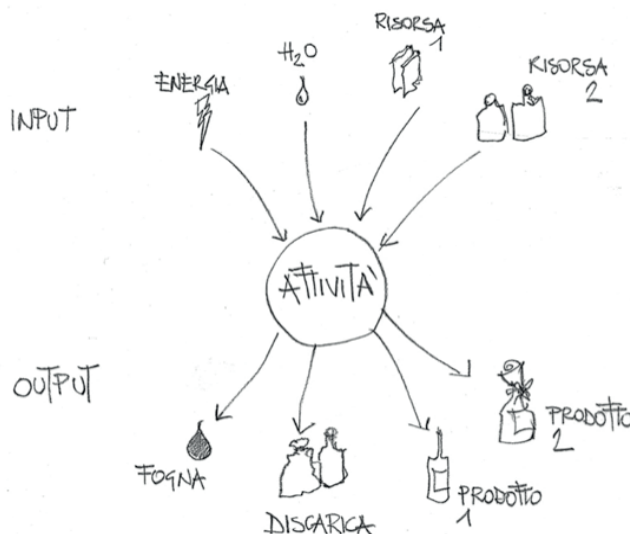 INPUT
ENERGIA
H2O
RISORSA
1
RISORSA
2
ATTIVITÀ
OUTPUT
FOGNA
DISCARICA
PRODOTTO
1
PRODOTTO
2